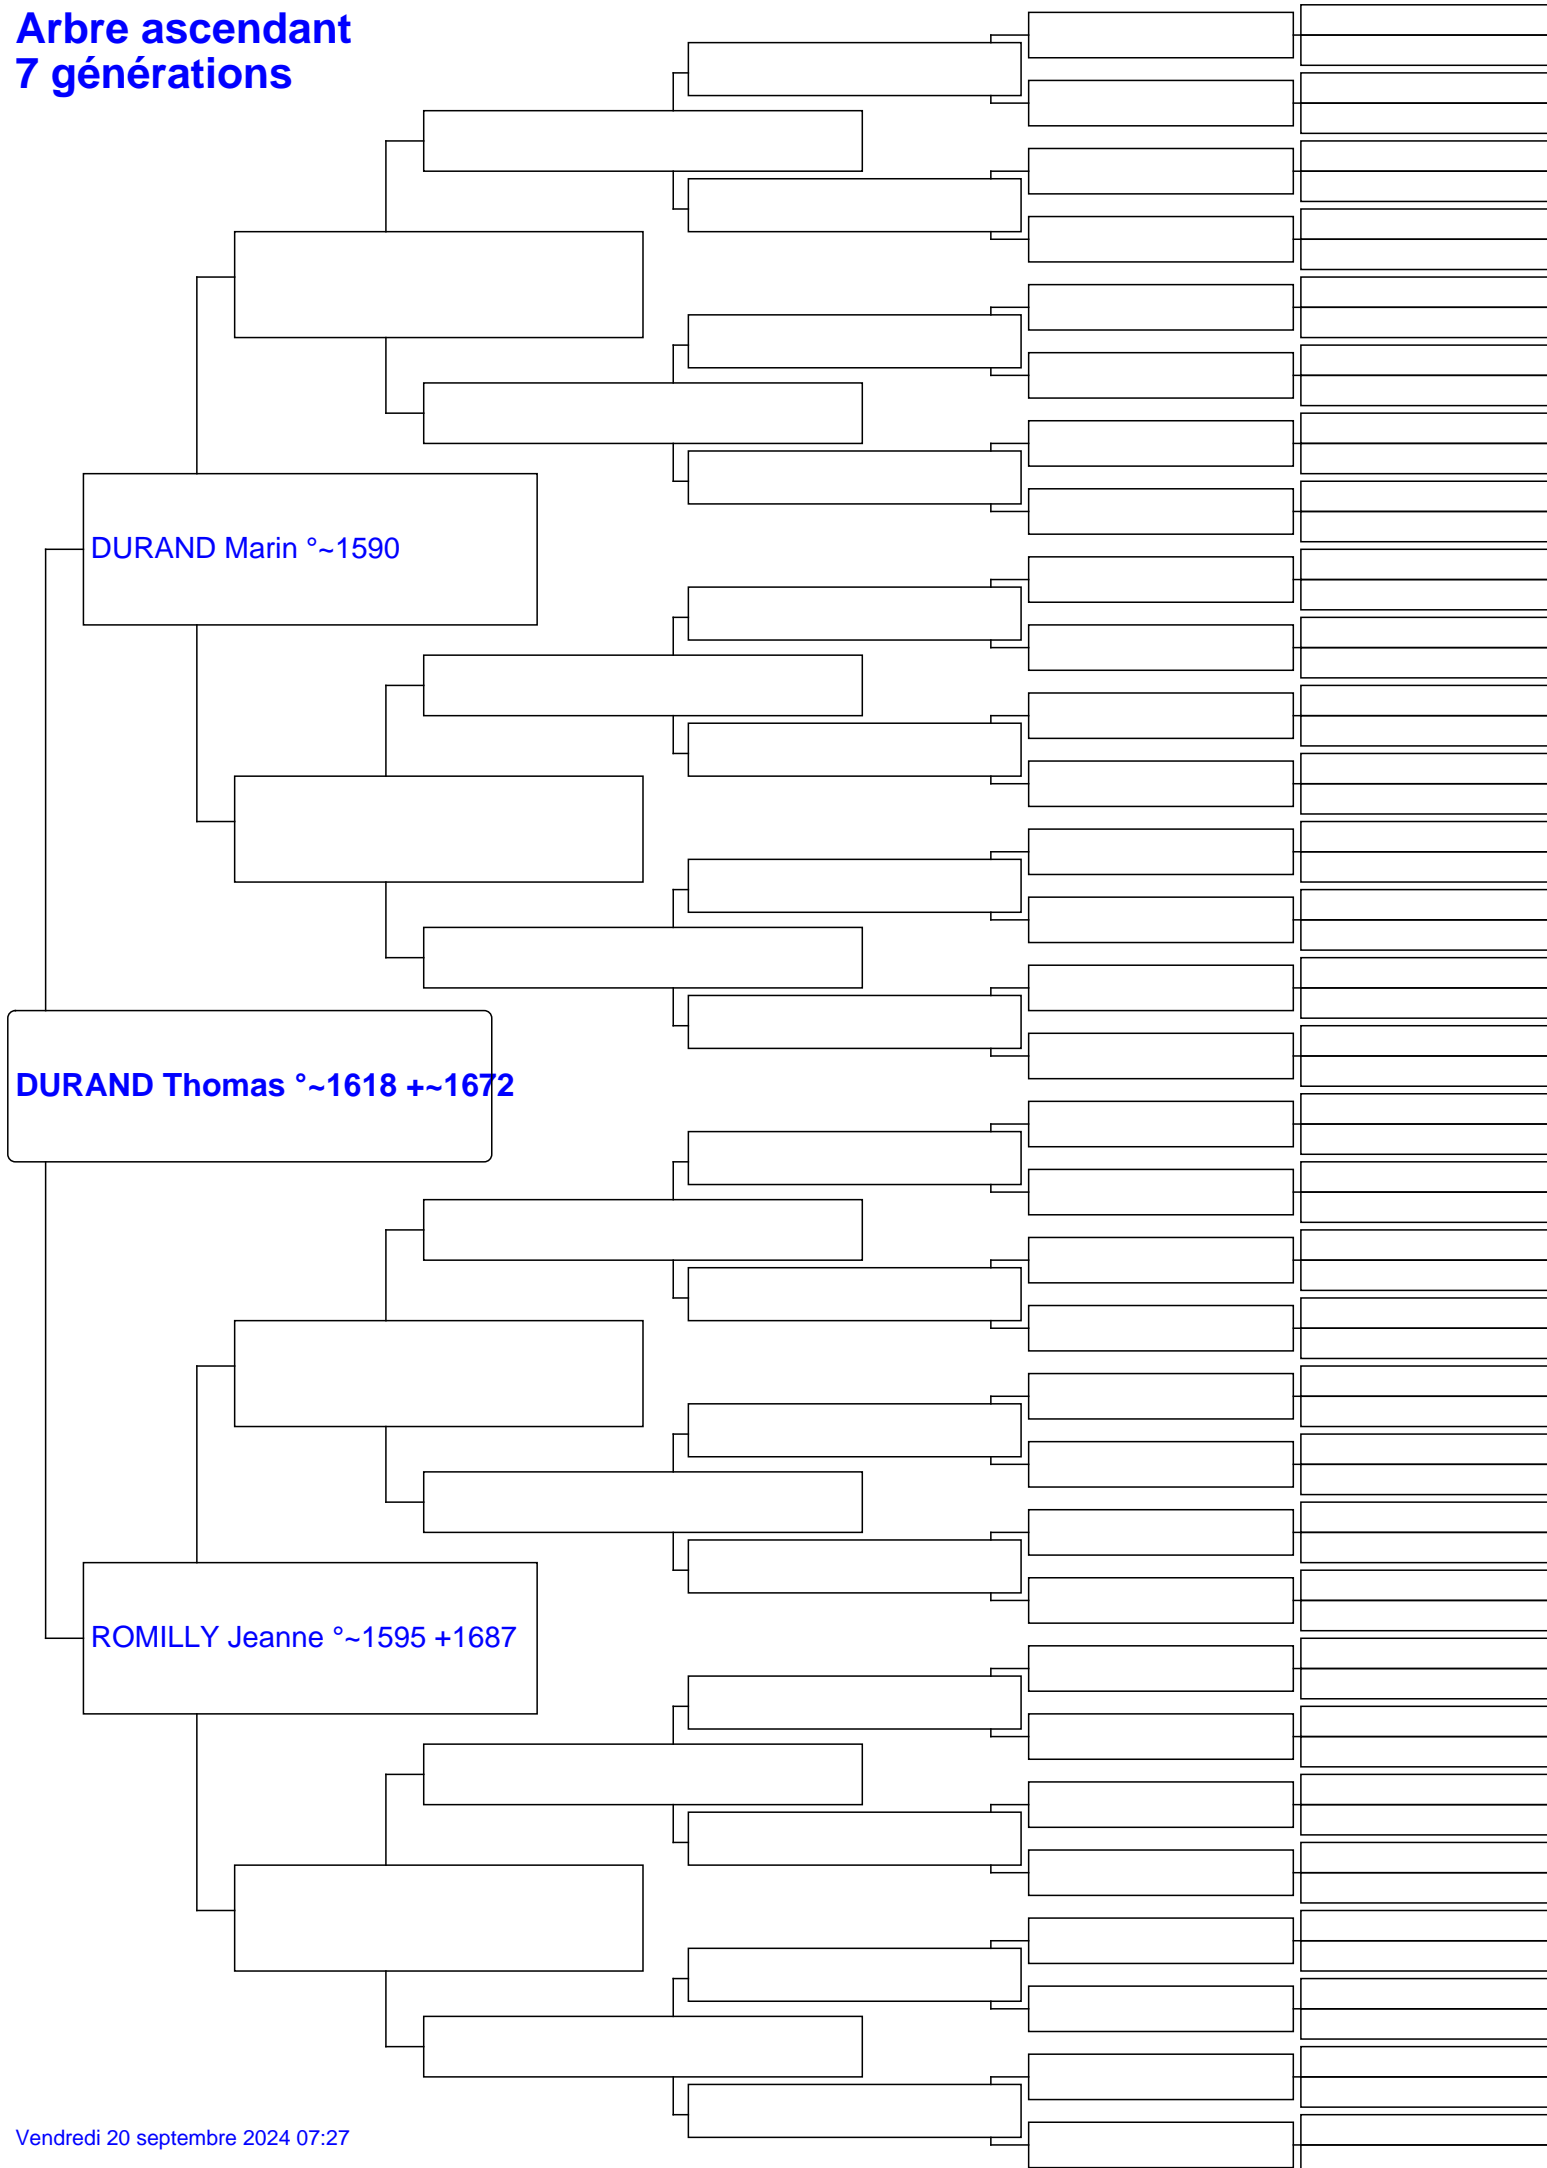 Arbre ascendant
7 générations
DURAND Marin °~1590
DURAND Thomas °~1618 +~1672
ROMILLY Jeanne °~1595 +1687
Vendredi 20 septembre 2024 07:27